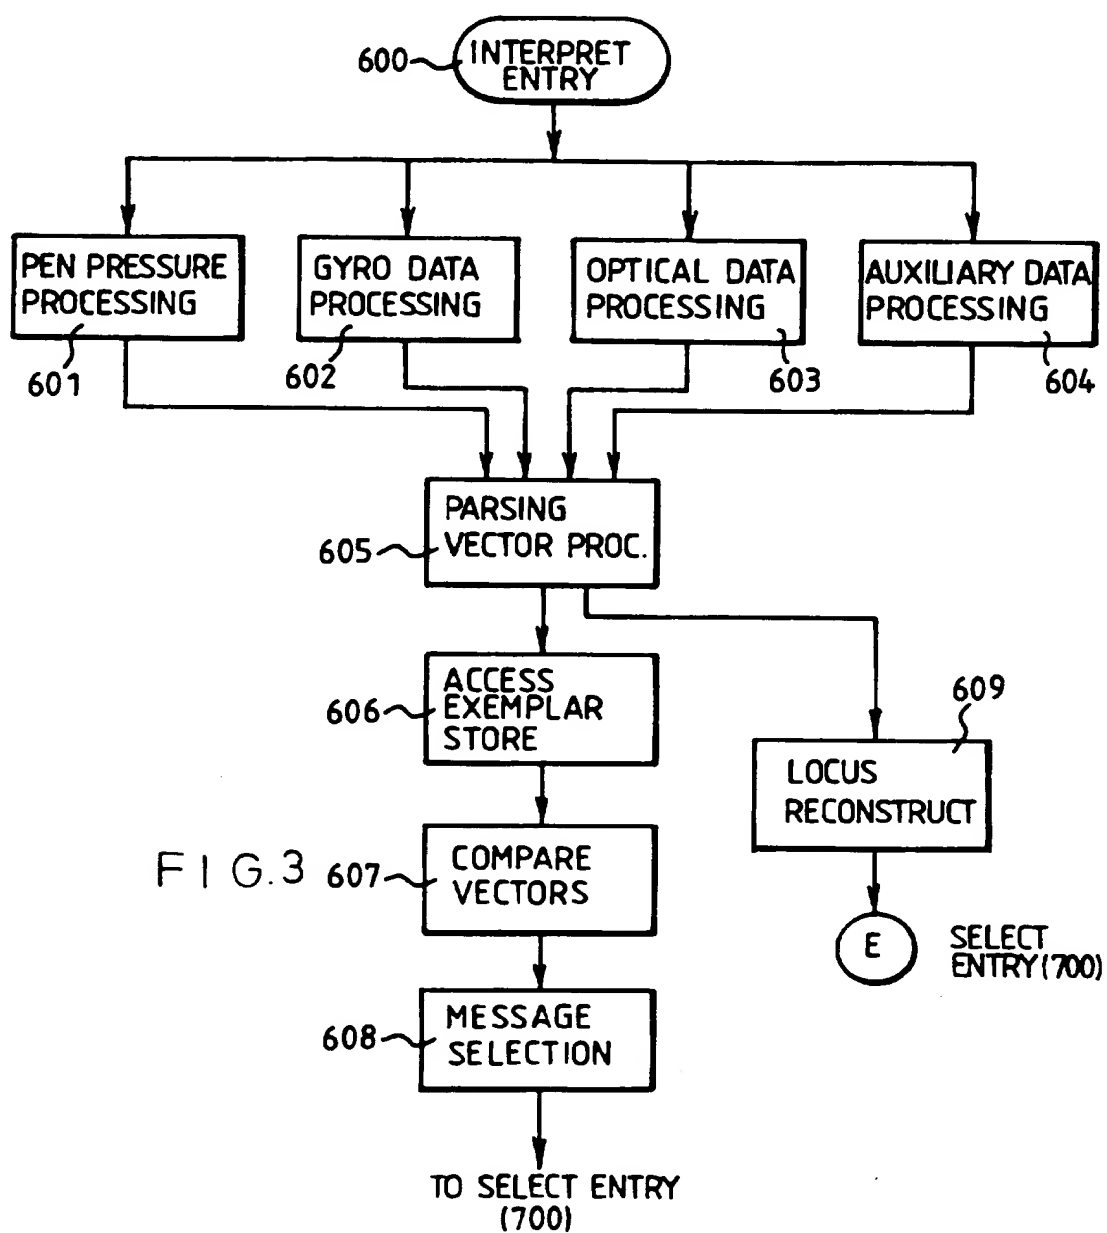 600
INTERPRET
ENTRY
PEN PRESSURE
PROCESSING
601
GYRO DATA
PROCESSING
602
OPTICAL DATA
PROCESSING
603
AUXILIARY DATA
PROCESSING
604
PARSING
VECTOR PROC.
605
ACCESS
EXEMPLAR
STORE
606
609
LOCUS
RECONSTRUCT
FIG.3
COMPARE
VECTORS
607
E
SELECT
ENTRY(700)
MESSAGE
SELECTION
608
TO SELECT ENTRY
(700)